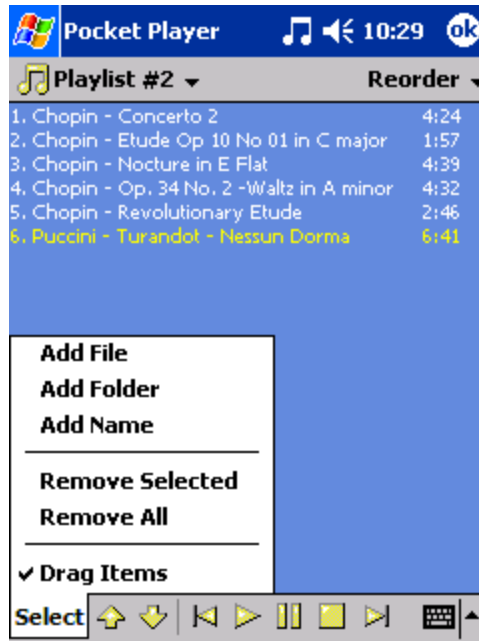 Pocket Player 10:29 ok
Playlist #2 Reorder
1. Chopin - Concerto 2 4:24
2. Chopin - Etude Op 10 No 01 in C major 1:57
3. Chopin - Nocture in E Flat 4:39
4. Chopin - Op. 34 No. 2 -Waltz in A minor 4:32
5. Chopin - Revolutionary Etude 2:46
6. Puccini - Turandot - Nessun Dorma 6:41
Add File
Add Folder
Add Name
Remove Selected
Remove All
Drag Items
Select